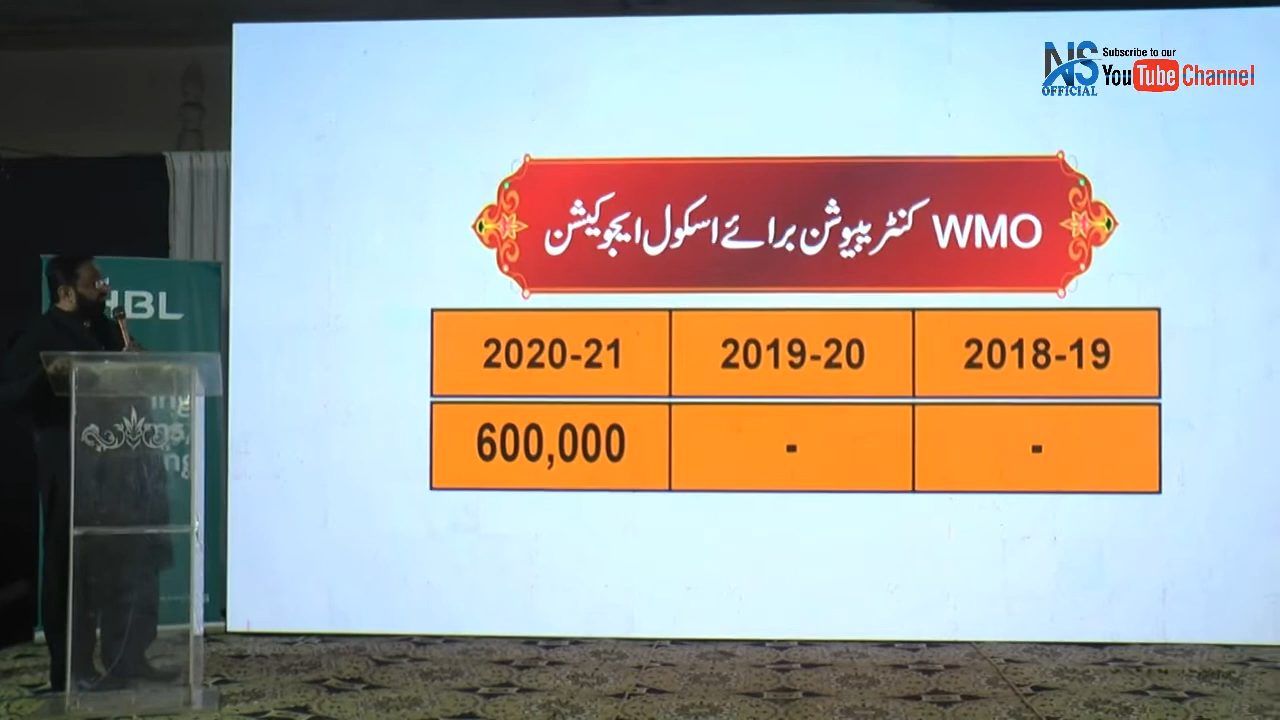 NS OFFICIAL
Subscribe to our
YouTube Channel
WMO کنٹریبیوشن برائے اسکول ایجوکیشن
2020-21 2019-20 2018-19
600,000 - -
HBL